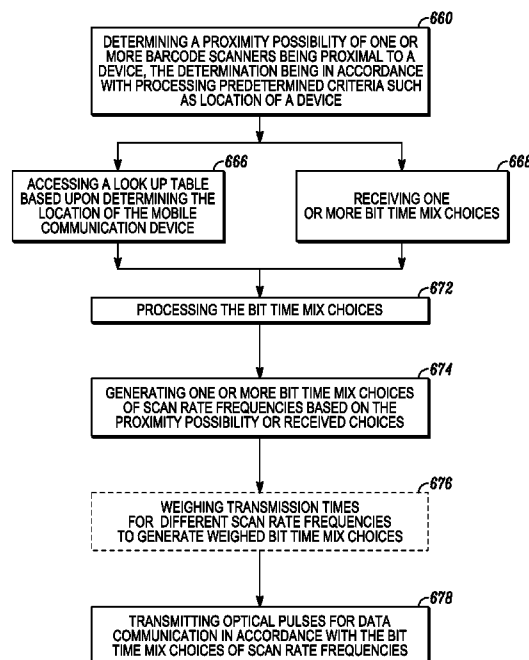 660
DETERMINING A PROXIMITY POSSIBILITY OF ONE OR
MORE BARCODE SCANNERS BEING PROXIMAL TO A
DEVICE, THE DETERMINATION BEING IN ACCORDANCE
WITH PROCESSING PREDETERMINED CRITERIA SUCH
AS LOCATION OF A DEVICE
666
ACCESSING A LOOK UP TABLE
BASED UPON DETERMINING THE
LOCATION OF THE MOBILE
COMMUNICATION DEVICE
668
RECEIVING ONE
OR MORE BIT TIME MIX CHOICES
672
PROCESSING THE BIT TIME MIX CHOICES
674
GENERATING ONE OR MORE BIT TIME MIX CHOICES
OF SCAN RATE FREQUENCIES BASED ON THE
PROXIMITY POSSIBILITY OR RECEIVED CHOICES
676
WEIGHING TRANSMISSION TIMES
FOR DIFFERENT SCAN RATE FREQUENCIES
TO GENERATE WEIGHED BIT TIME MIX CHOICES
678
TRANSMITTING OPTICAL PULSES FOR DATA
COMMUNICATION IN ACCORDANCE WITH THE BIT
TIME MIX CHOICES OF SCAN RATE FREQUENCIES